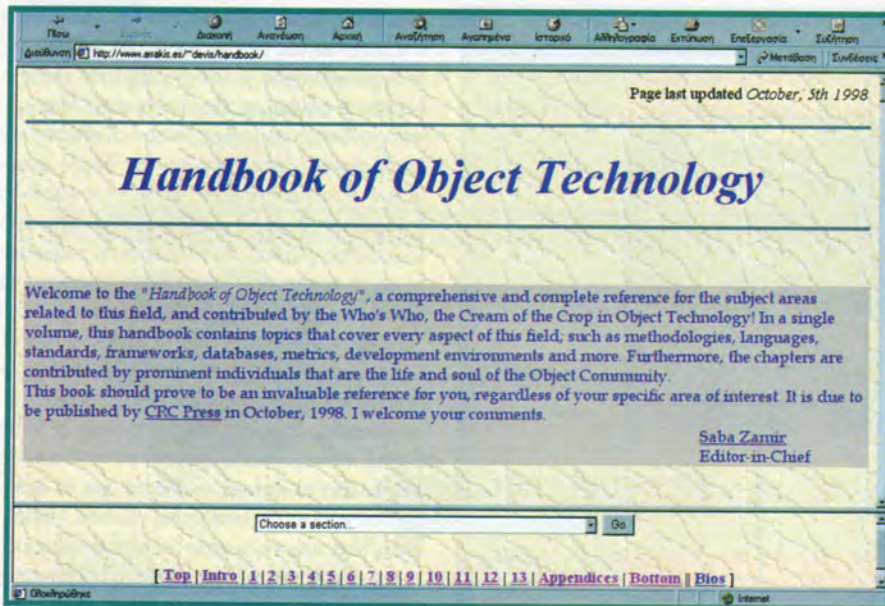 Πίσω Διακοπή Ανανέωση Αρχική Αναζήτηση Αγαπημένα Ιστορικό Αλληλογραφία Εκτύπωση Επεξεργασία Συζήτηση
Διεύθυνση http://www.arrakis.es/~devis/handbook/ Μετάβαση Συνδέσεις
Page last updated October, 5th 1998
Handbook of Object Technology
Welcome to the "Handbook of Object Technology", a comprehensive and complete reference for the subject areas
related to this field, and contributed by the Who's Who, the Cream of the Crop in Object Technology! In a single
volume, this handbook contains topics that cover every aspect of this field, such as methodologies, languages,
standards, frameworks, databases, metrics, development environments and more. Furthermore, the chapters are
contributed by prominent individuals that are the life and soul of the Object Community.
This book should prove to be an invaluable reference for you, regardless of your specific area of interest. It is due to
be published by CRC Press in October, 1998. I welcome your comments.
Saba Zamir
Editor-in-Chief
Choose a section... Go
[ Top | Intro | 1 | 2 | 3 | 4 | 5 | 6 | 7 | 8 | 9 | 10 | 11 | 12 | 13 | Appendices | Bottom || Bios ]
Ολοκληρώθηκε Internet